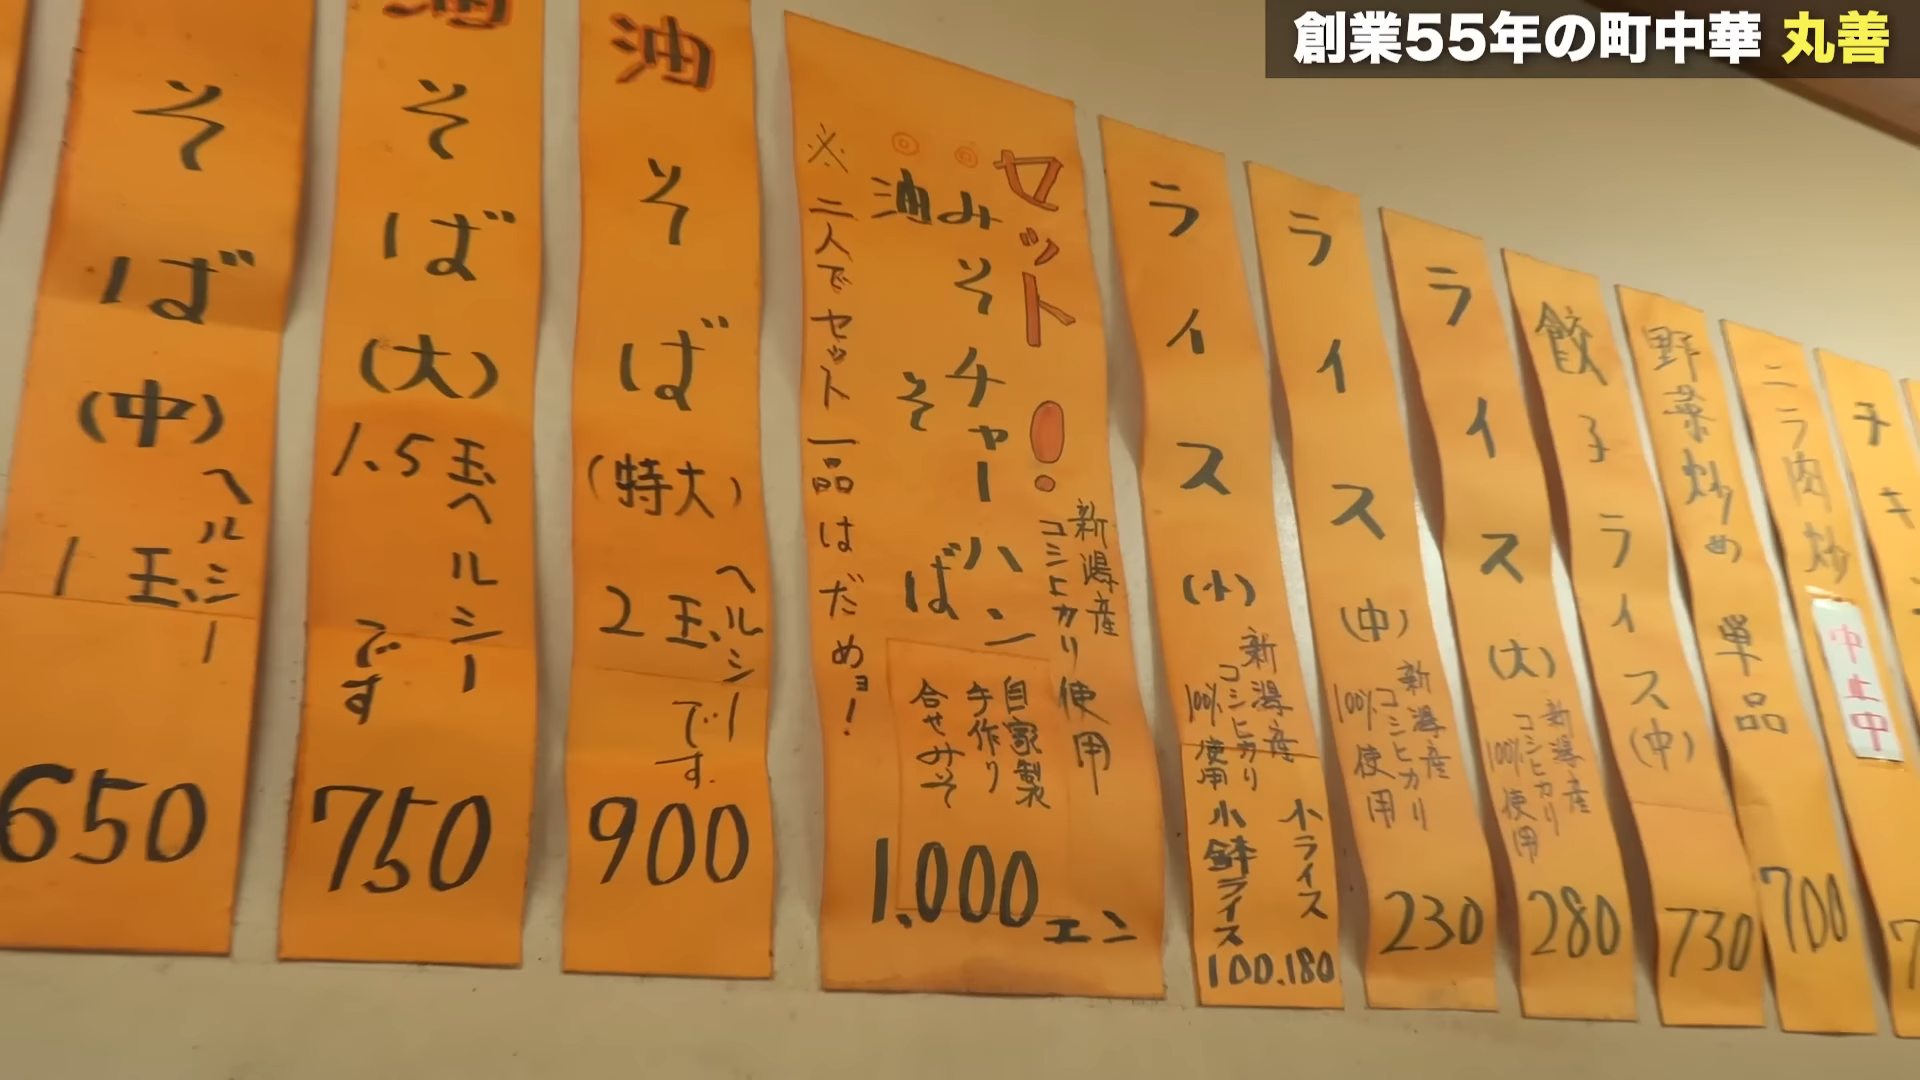 創業55年の町中華 丸善
そば(中)
ヘルシー
1玉
650
油そば(大)
1.5玉ヘルシーです
750
油そば(特大)
2玉ヘルシーです.
900
セット!
新潟産コシヒカリ使用
◎みそチャーハン
◎油そば
自家製手作り合せみそ
※二人でセット一品はだめョ!
1.000エン
ライス(小)
新潟産コシヒカリ100%使用
小ライス
小鉢ライス
100.180
ライス(中)
新潟産コシヒカリ100%使用
230
ライス(大)
新潟産コシヒカリ100%使用
280
餃子ライス(中)
730
野菜炒め単品
700
ニラ肉炒
中止中
チキ
7